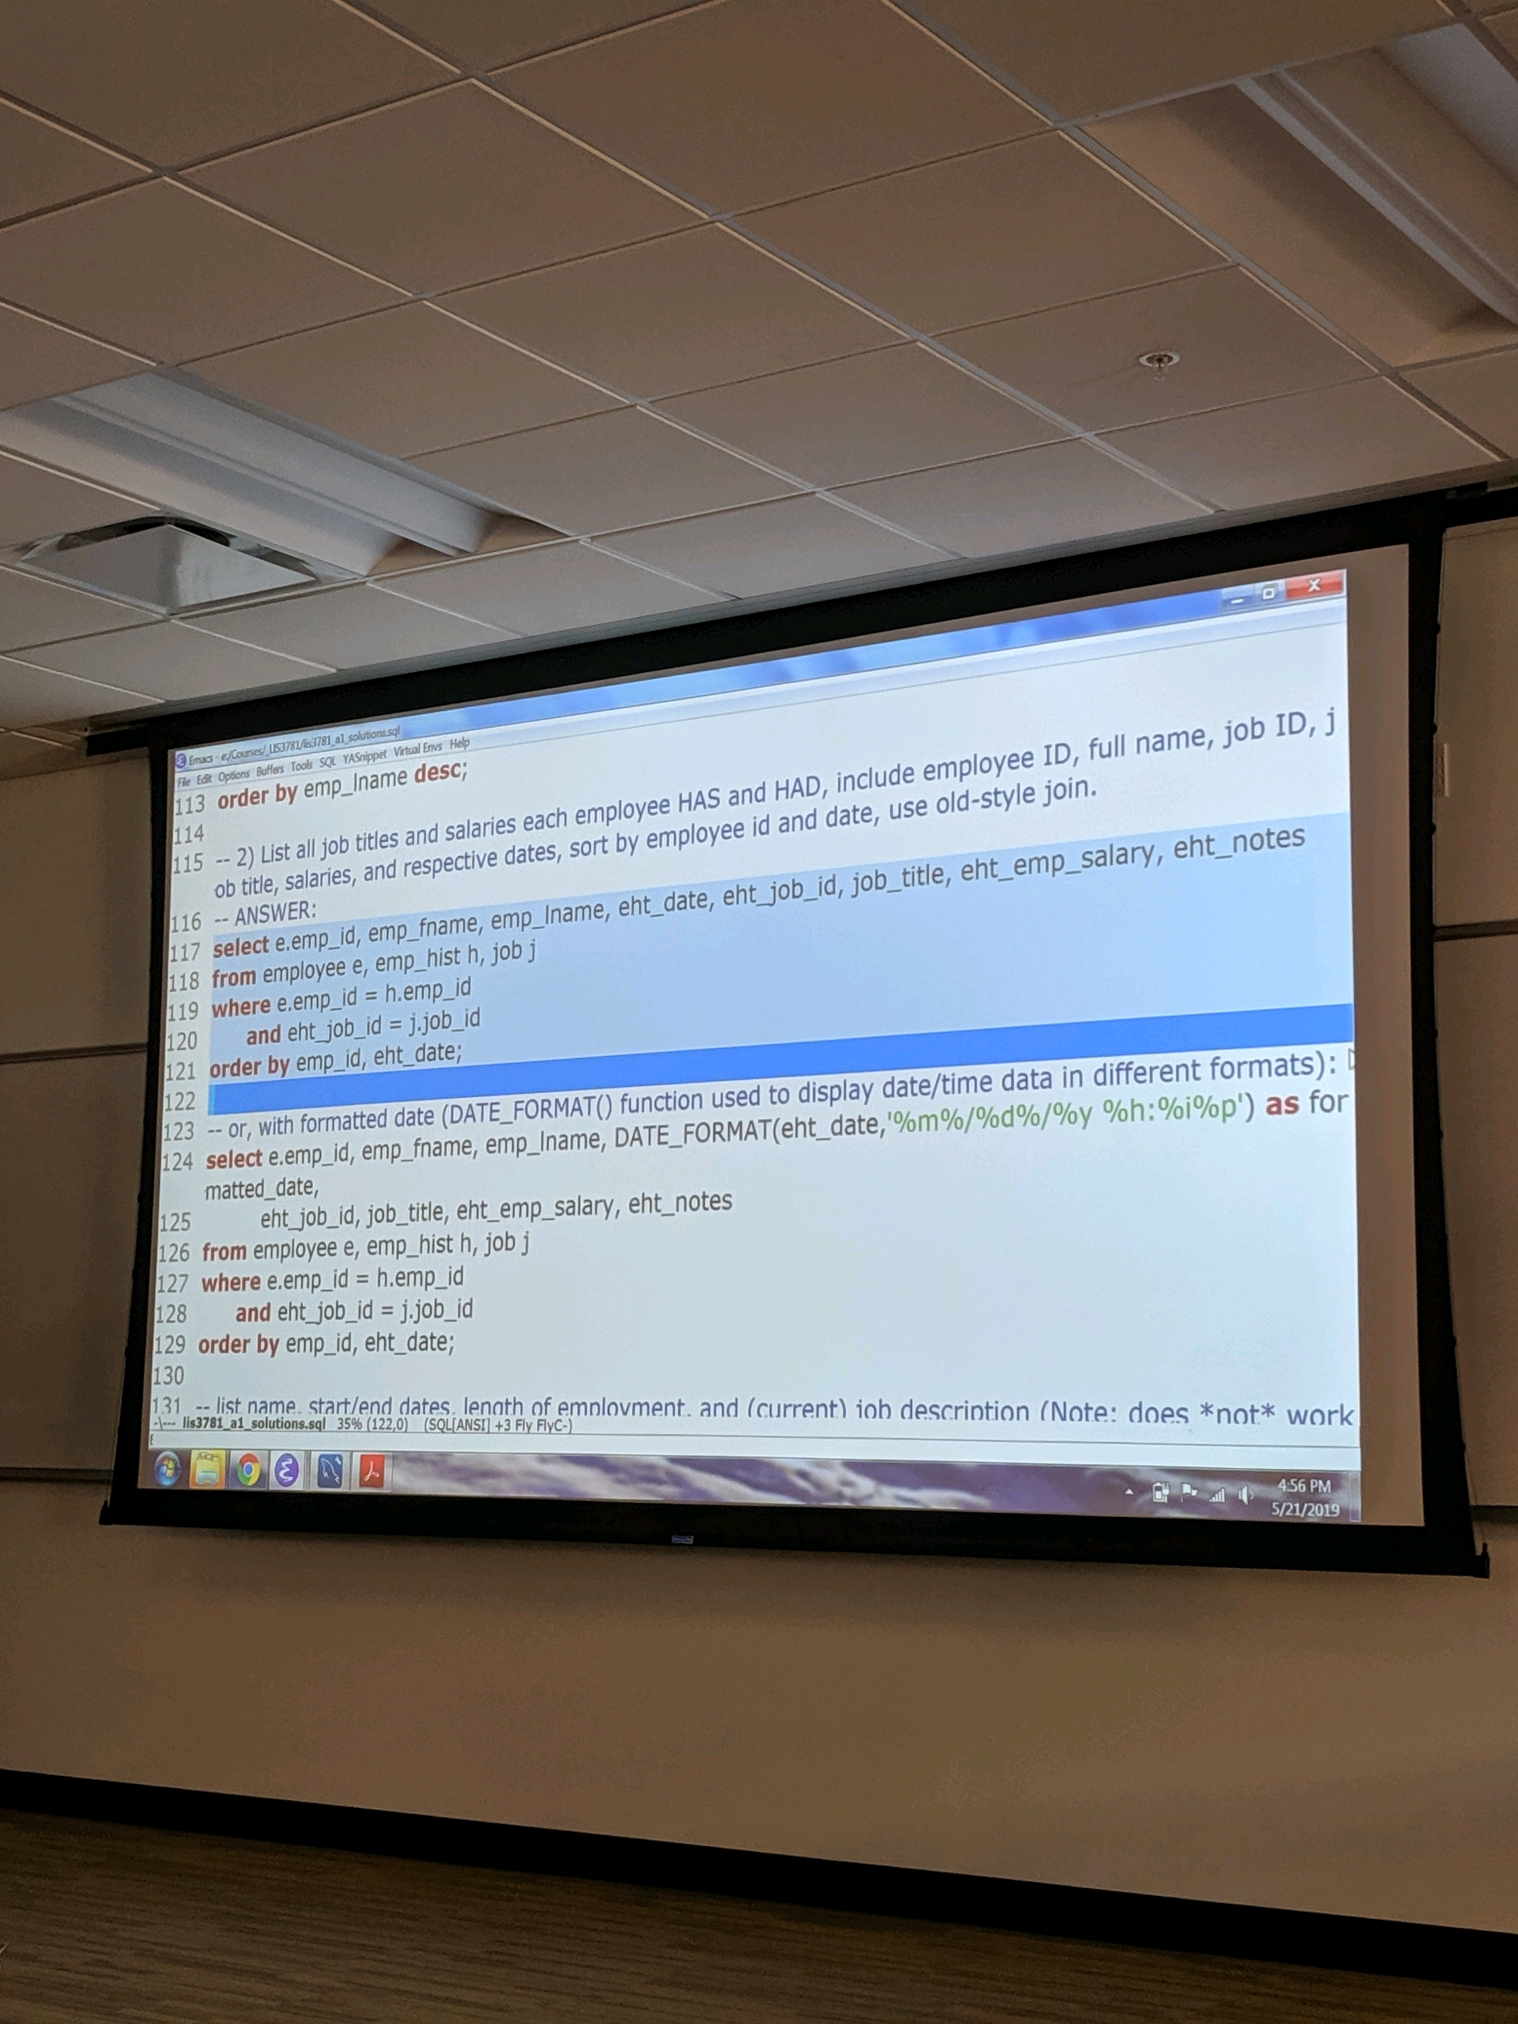 Emacs - e:/Courses/_LIS3781/lis3781_a1_solutions.sql
File Edit Options Buffers Tools SQL YASnippet Virtual Envs Help
113 order by emp_lname desc;
114
115 -- 2) List all job titles and salaries each employee HAS and HAD, include employee ID, full name, job ID, j
ob title, salaries, and respective dates, sort by employee id and date, use old-style join.
116 -- ANSWER:
117 select e.emp_id, emp_fname, emp_lname, eht_date, eht_job_id, job_title, eht_emp_salary, eht_notes
118 from employee e, emp_hist h, job j
119 where e.emp_id = h.emp_id
120 and eht_job_id = j.job_id
121 order by emp_id, eht_date;
122
123 -- or, with formatted date (DATE_FORMAT() function used to display date/time data in different formats):
124 select e.emp_id, emp_fname, emp_lname, DATE_FORMAT(eht_date,'%m%/%d%/%y %h:%i%p') as for
matted_date,
125 eht_job_id, job_title, eht_emp_salary, eht_notes
126 from employee e, emp_hist h, job j
127 where e.emp_id = h.emp_id
128 and eht_job_id = j.job_id
129 order by emp_id, eht_date;
130
131 -- list name, start/end dates, length of employment, and (current) job description (Note: does *not* work
-\--- lis3781_a1_solutions.sql 35% (122,0) (SQL[ANSI] +3 Fly FlyC-)
4:56 PM
5/21/2019